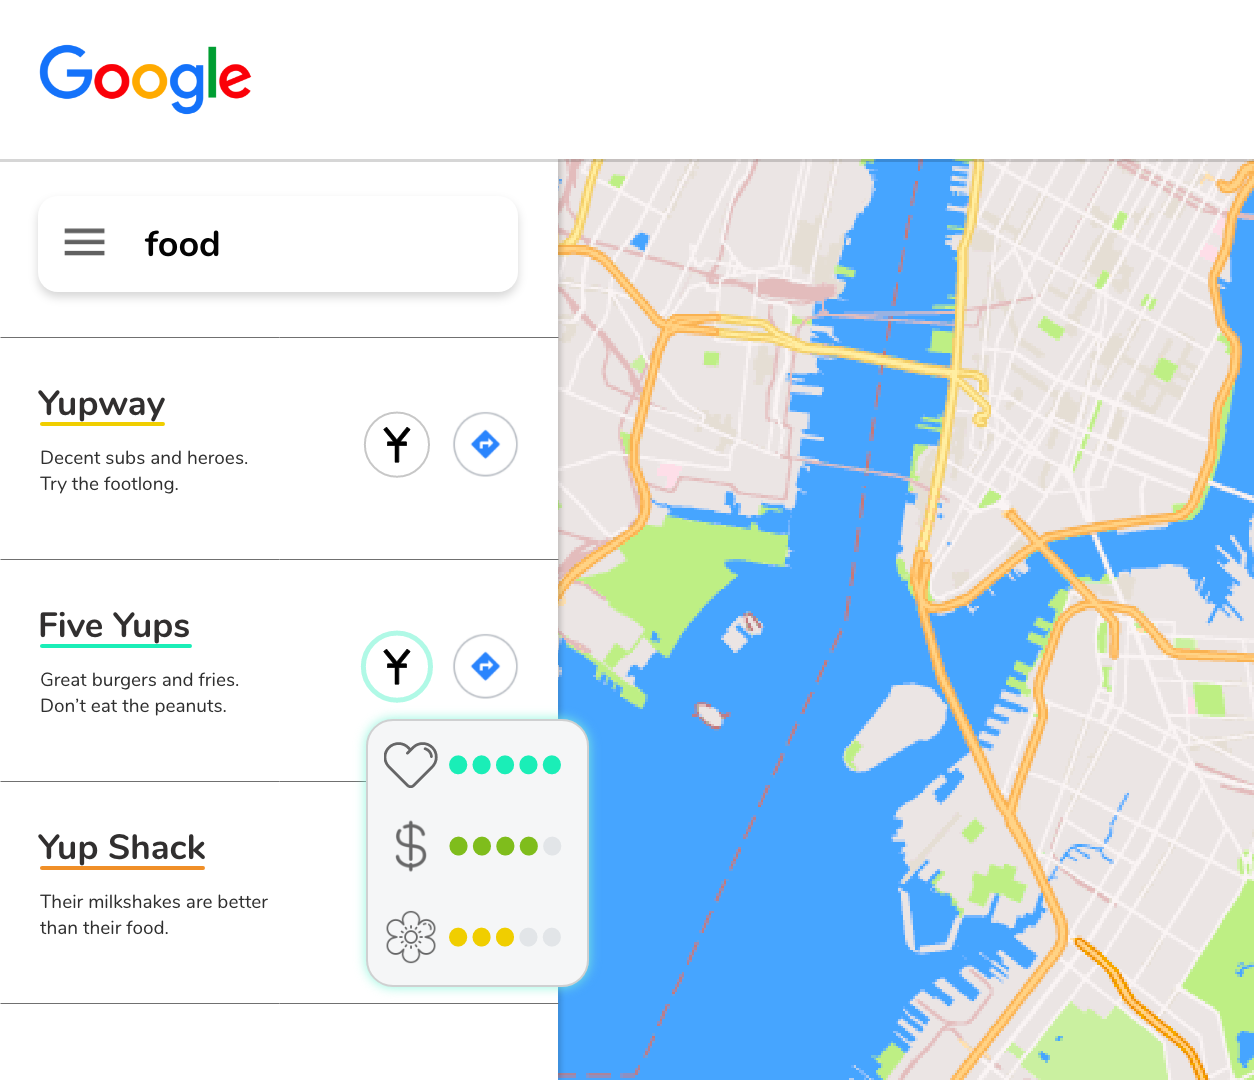 Google
food
Yupway
Decent subs and heroes.
Try the footlong.
Five Yups
Great burgers and fries.
Don't eat the peanuts.
$
Yup Shack
Their milkshakes are better
than their food.